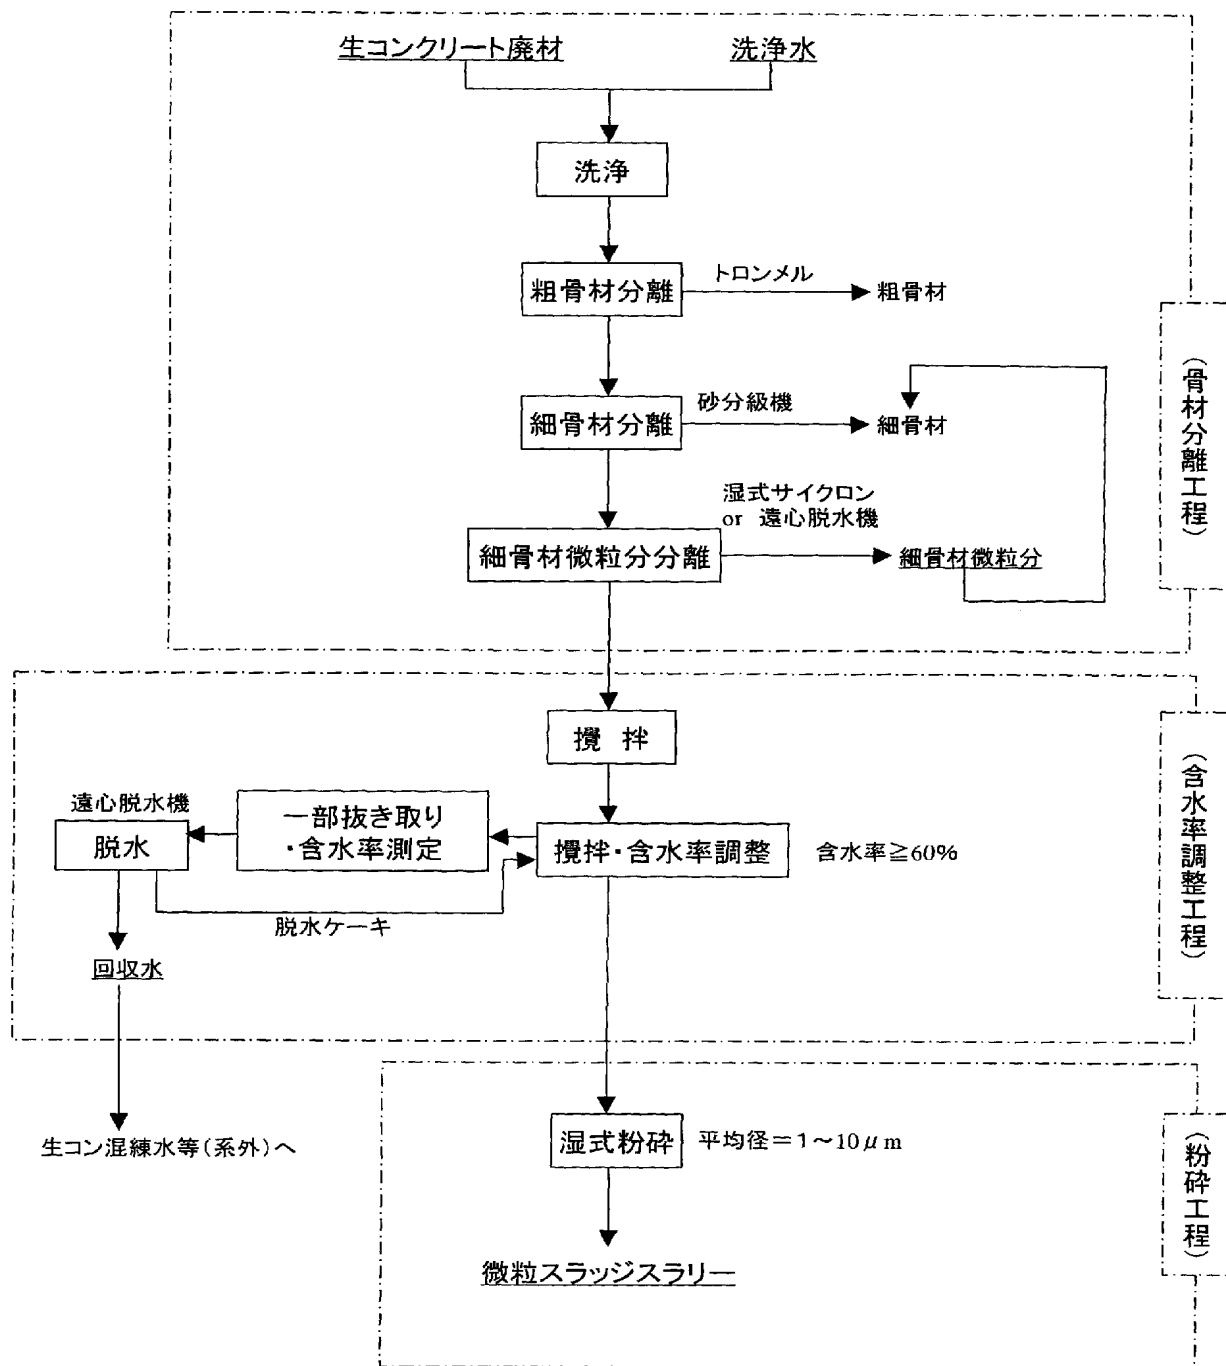 生コンクリート廃材
洗浄水
洗浄
粗骨材分離
トロンメル
粗骨材
細骨材分離
砂分級機
細骨材
細骨材微粒分分離
湿式サイクロン
or 遠心脱水機
細骨材微粒分
(骨材分離工程)
攪 拌
遠心脱水機
脱水
一部抜き取り
・含水率測定
攪拌・含水率調整
含水率≧60%
脱水ケーキ
回収水
生コン混練水等(系外)へ
(含水率調整工程)
湿式粉砕
平均径＝1～10μm
微粒スラッジスラリー
(粉砕工程)